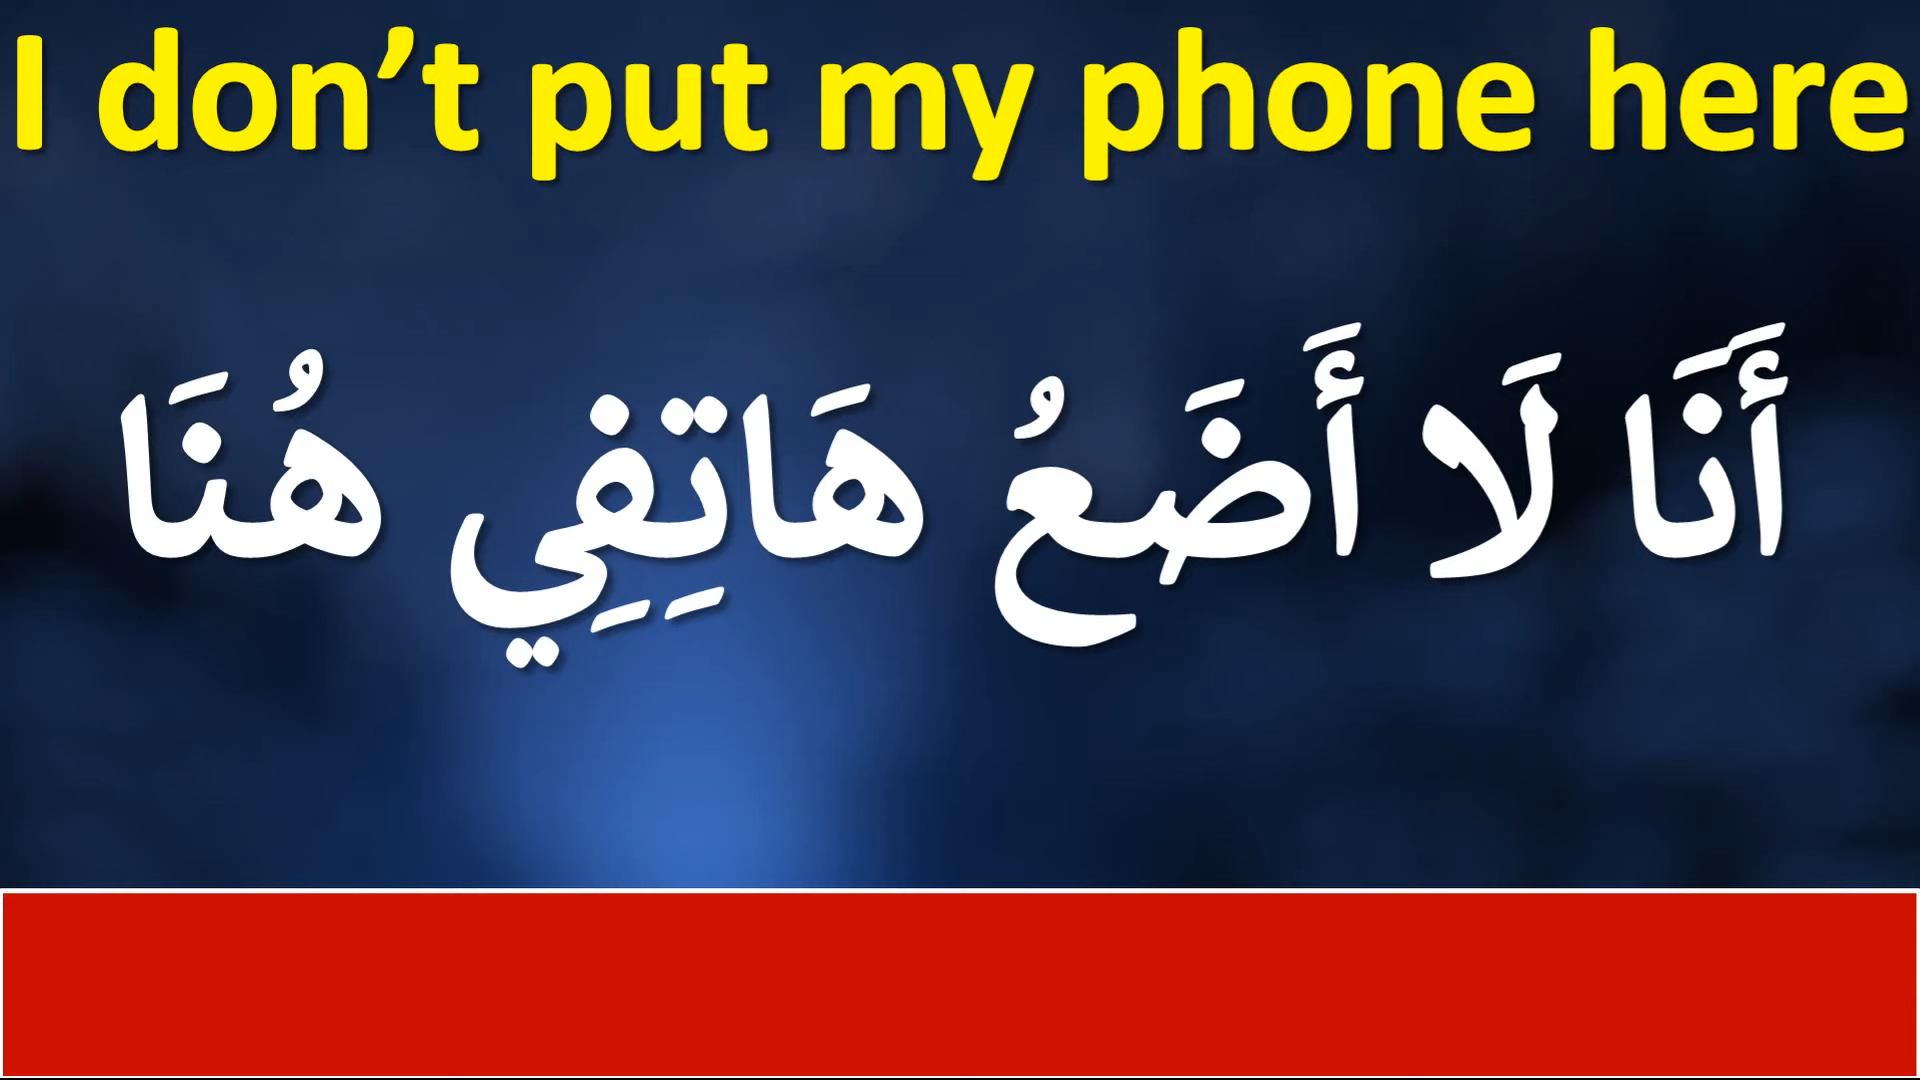 I don’t put my phone here
أَنَا لَا أَضَعُ هَاتِفِي هُنَا